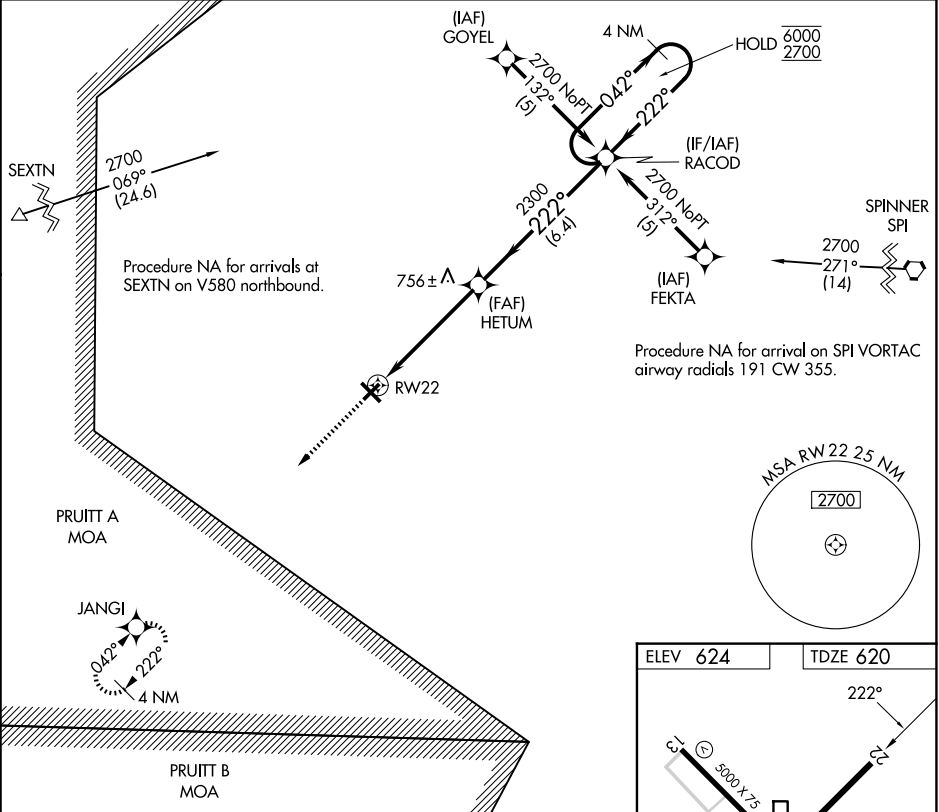 (IAF)
GOYEL
4 NM
HOLD 6000
2700
2700 NoPT
132°
(5)
042°
222°
(IF/IAF)
RACOD
SEXTN
2700
069°
(24.6)
2300
222°
(6.4)
2700 NoPT
312°
(5)
SPINNER
SPI
2700
271°
(14)
Procedure NA for arrivals at
SEXTN on V580 northbound.
756±
(FAF)
HETUM
(IAF)
FEKTA
Procedure NA for arrival on SPI VORTAC
airway radials 191 CW 355.
RW22
MSA RW22 25 NM
2700
PRUITT A
MOA
JANGI
042°
222°
4 NM
ELEV 624
TDZE 620
222°
13
5000 X 75
22
PRUITT B
MOA